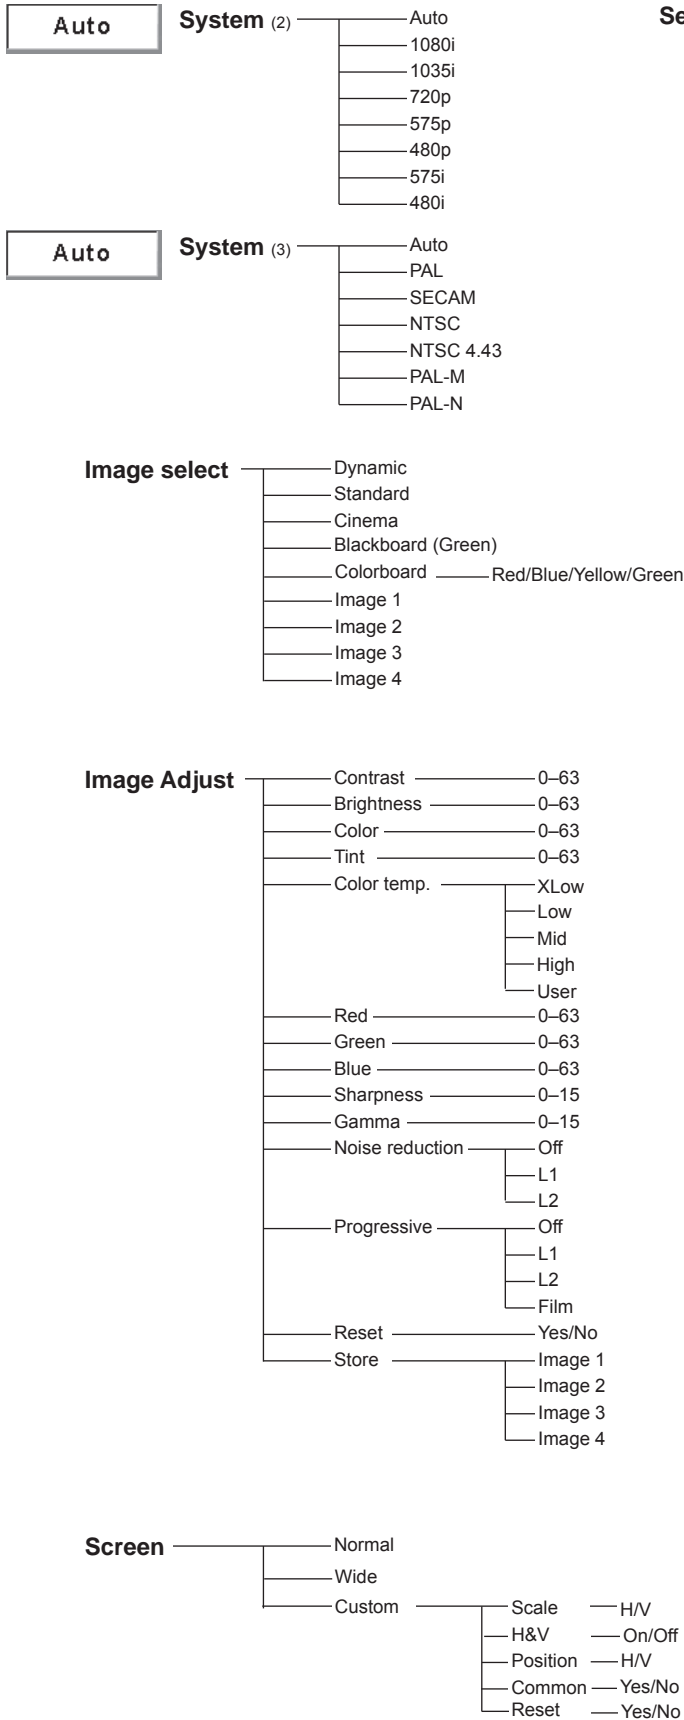 Auto System (2) Auto
1080i
1035i
720p
575p
480p
575i
480i
Auto System (3) Auto
PAL
SECAM
NTSC
NTSC 4.43
PAL-M
PAL-N
Image select Dynamic
Standard
Cinema
Blackboard (Green)
Colorboard Red/Blue/Yellow/Green
Image 1
Image 2
Image 3
Image 4
Image Adjust Contrast 0–63
Brightness 0–63
Color 0–63
Tint 0–63
Color temp. XLow
Low
Mid
High
User
Red 0–63
Green 0–63
Blue 0–63
Sharpness 0–15
Gamma 0–15
Noise reduction Off
L1
L2
Progressive Off
L1
L2
Film
Reset Yes/No
Store Image 1
Image 2
Image 3
Image 4
Screen Normal
Wide
Custom Scale H/V
H&V On/Off
Position H/V
Common Yes/No
Reset Yes/No